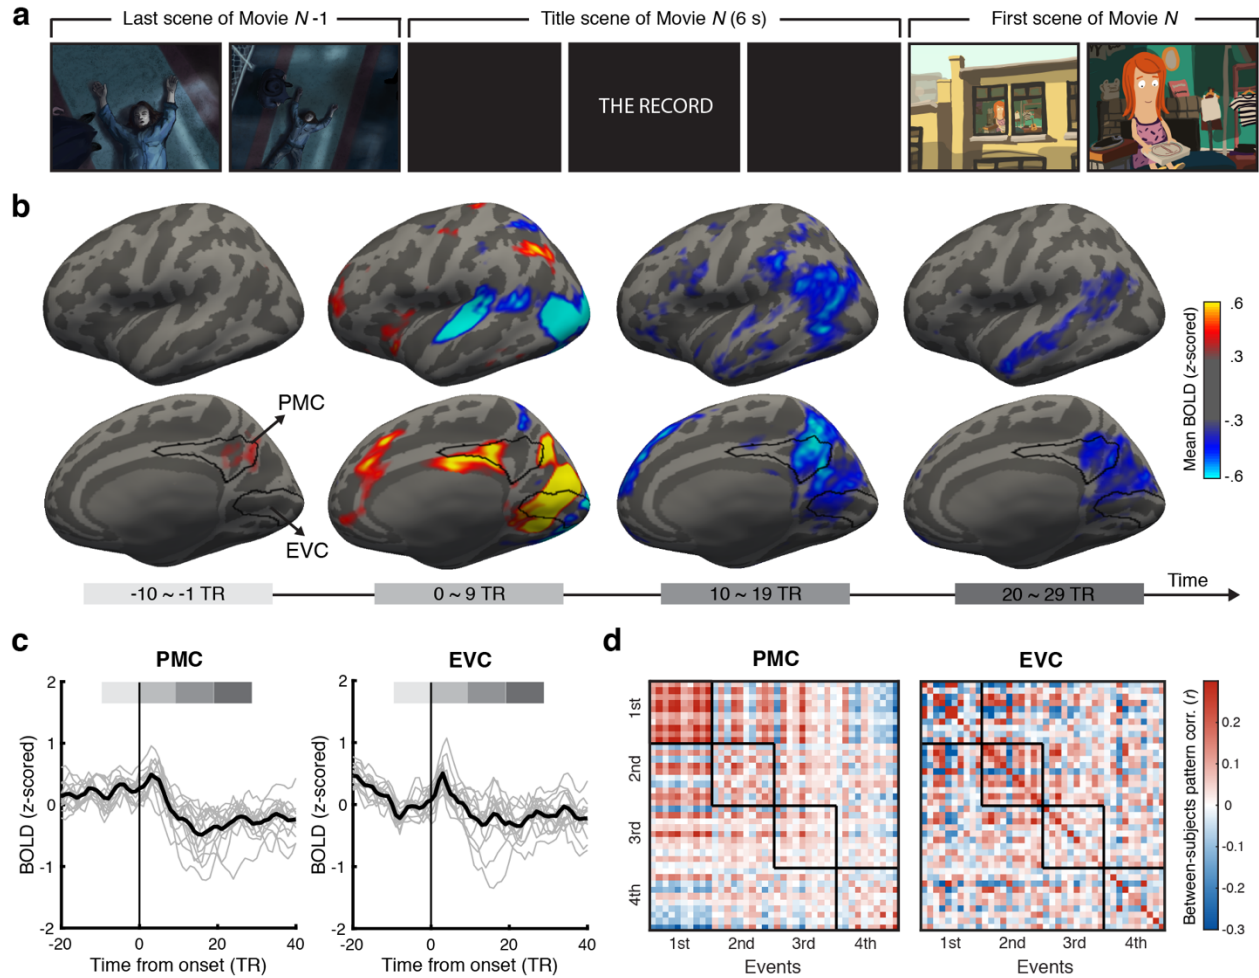 a
Last scene of Movie N -1
Title scene of Movie N (6 s)
First scene of Movie N
THE RECORD
b
PMC
EVC
.6
.3
-.3
-.6
Mean BOLD (z-scored)
-10 ~ -1 TR
0 ~ 9 TR
10 ~ 19 TR
20 ~ 29 TR
Time
c
PMC
EVC
BOLD (z-scored)
2
1
0
-1
-2
-20
0
20
40
Time from onset (TR)
BOLD (z-scored)
2
1
0
-1
-2
-20
0
20
40
Time from onset (TR)
d
PMC
EVC
1st
2nd
3rd
4th
1st
2nd
3rd
4th
Events
1st
2nd
3rd
4th
Events
0.2
0.1
0
-0.1
-0.2
-0.3
Between-subjects pattern corr. (r)